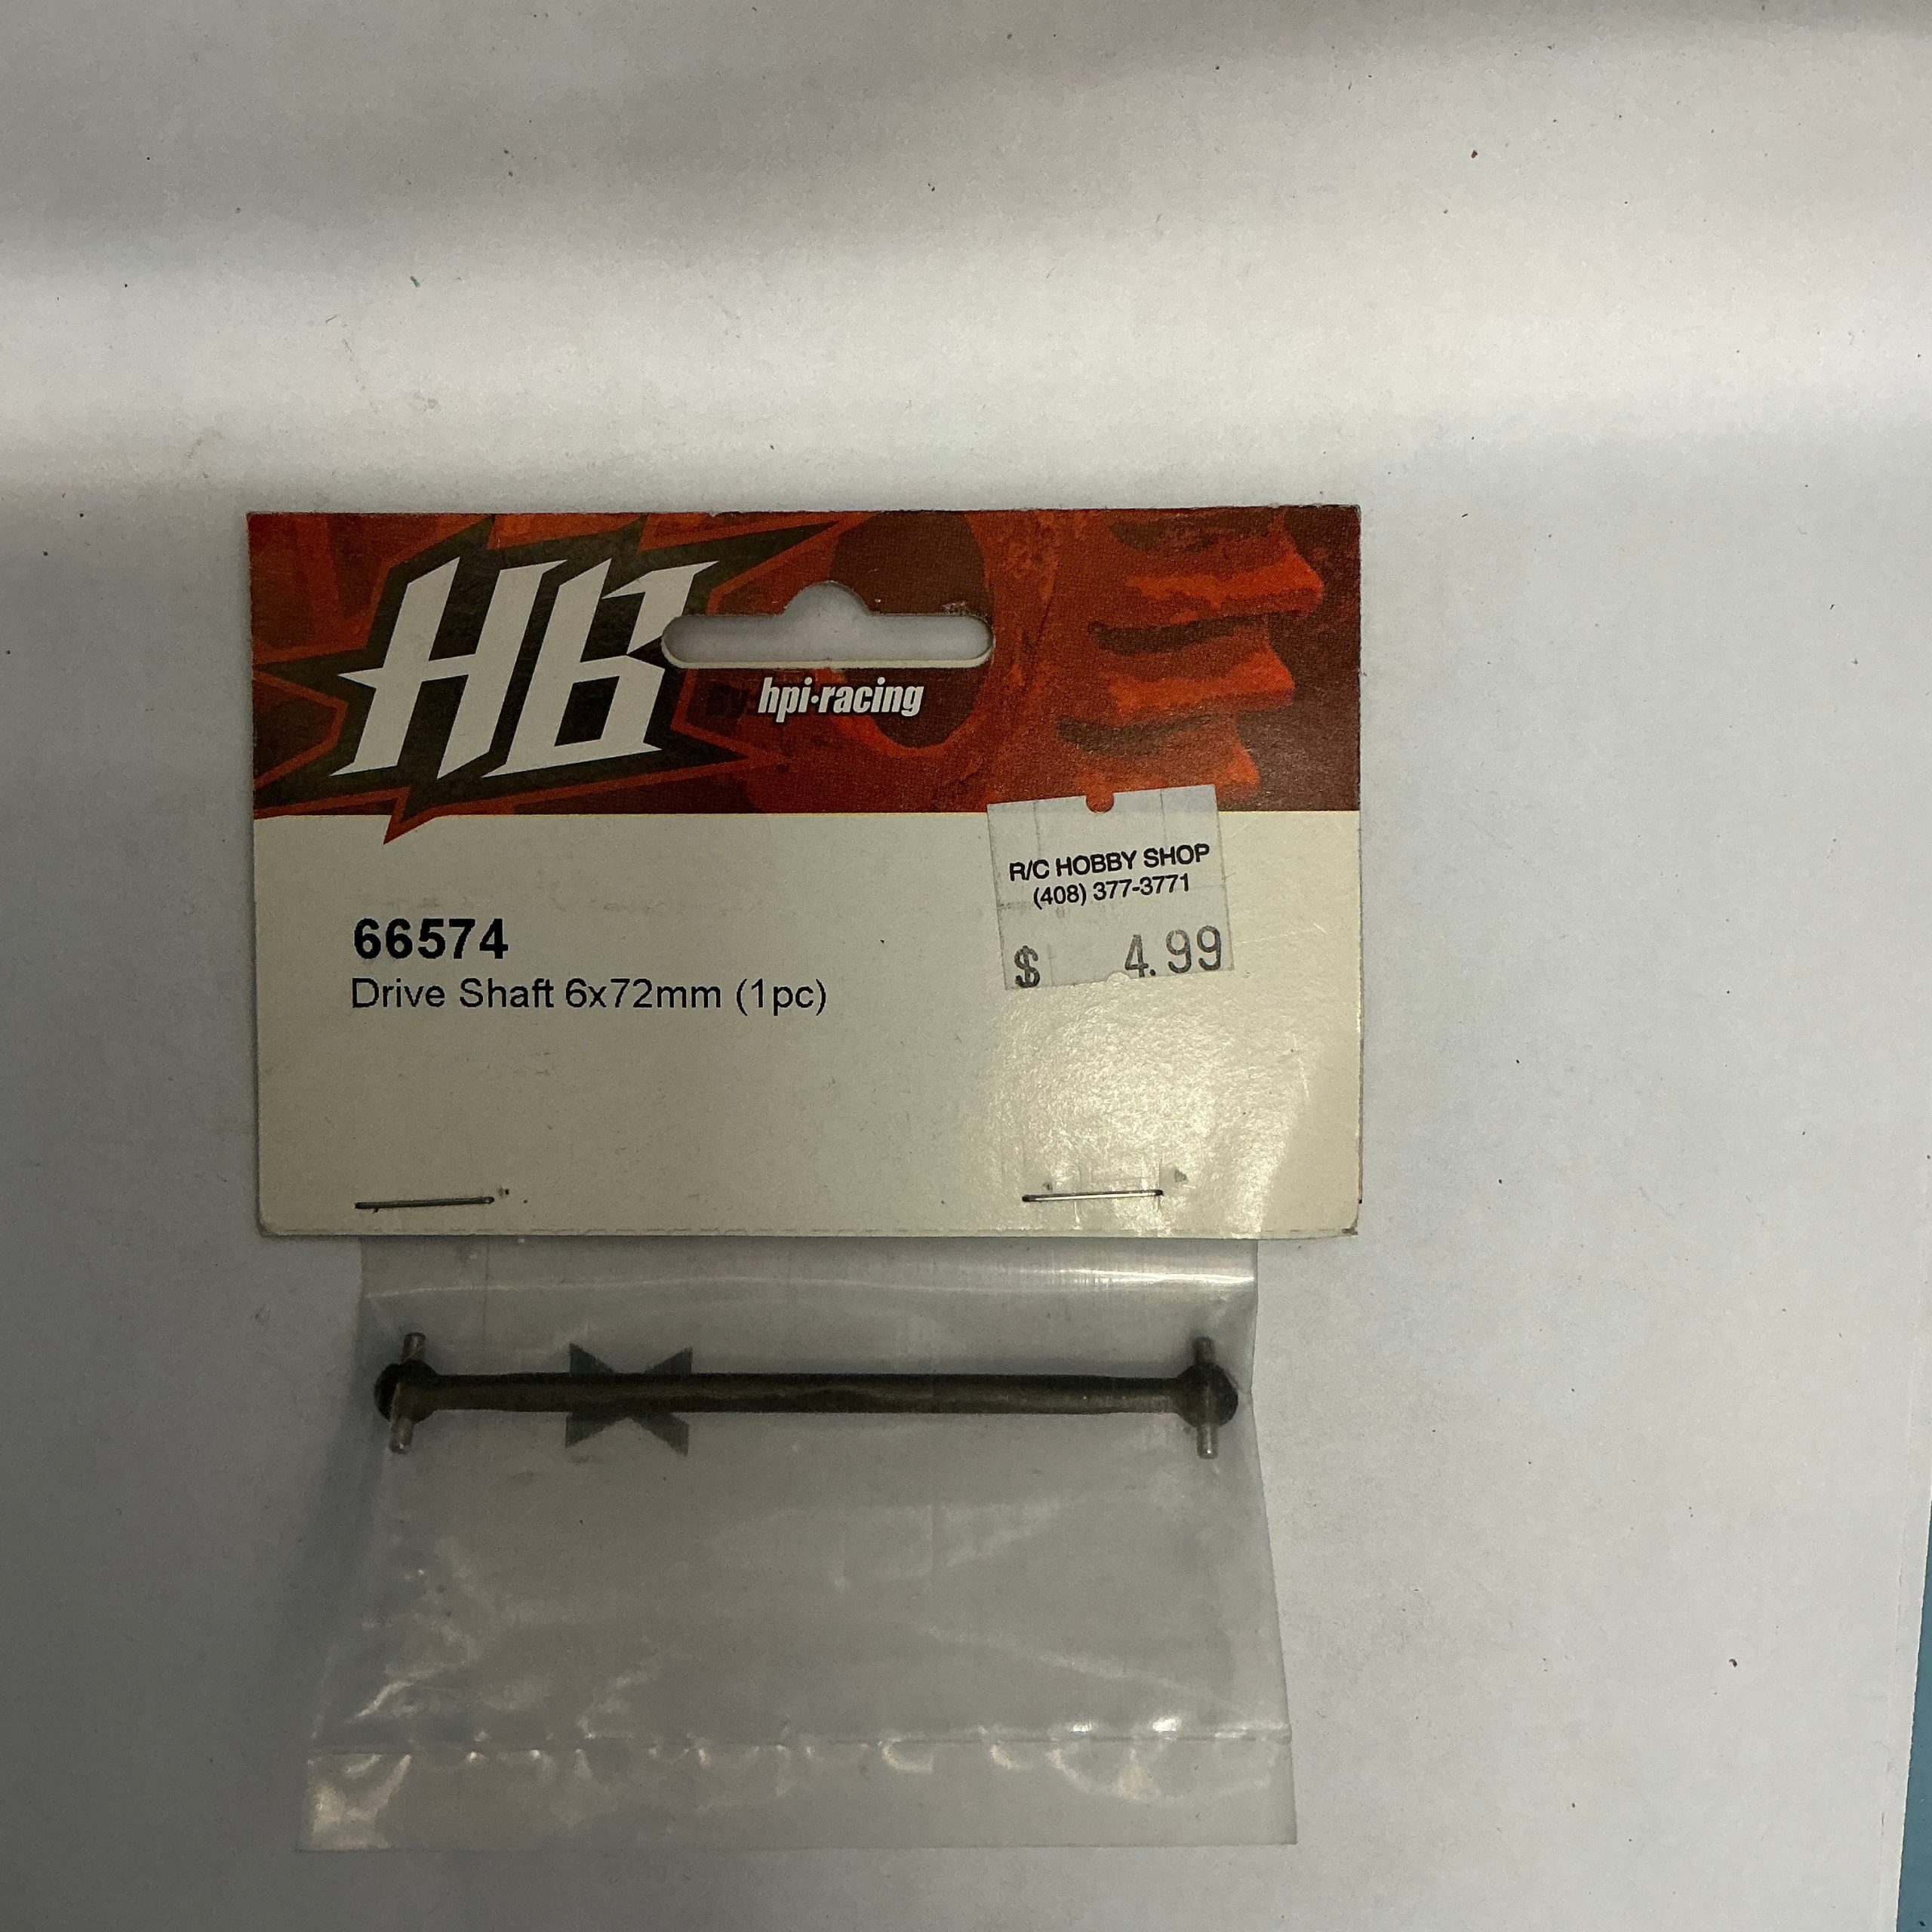 HB
by hpi·racing
R/C HOBBY SHOP
(408) 377-3771
$ 4.99
66574
Drive Shaft 6x72mm (1pc)